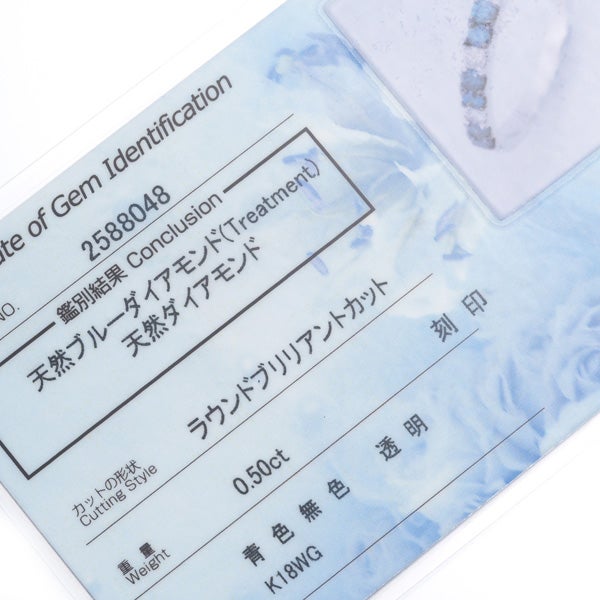 te of Gem Identification
NO. 2588048
鑑別結果 Conclusion
天然ブルーダイアモンド(Treatment)
天然ダイアモンド
カットの形状 ラウンドブリリアントカット
Cutting Style
重量 0.50ct 刻印
Weight
青色無色 透明
K18WG